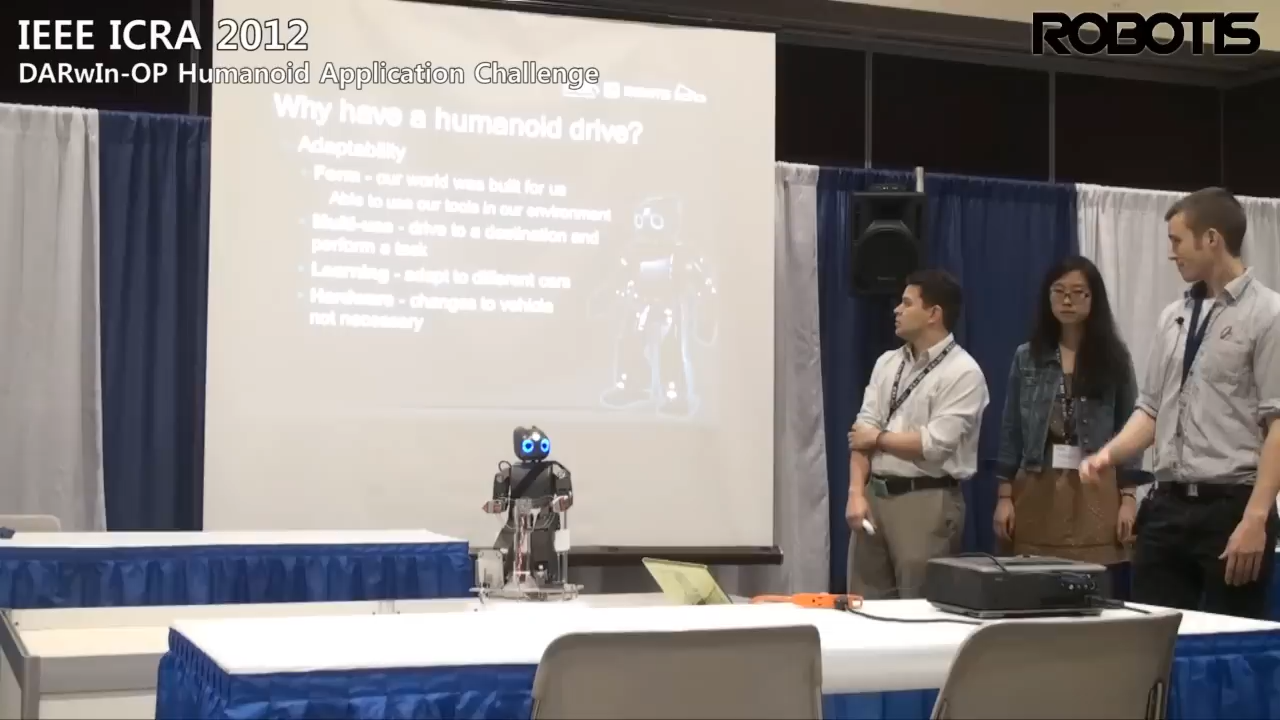 IEEE ICRA 2012
DARwIn-OP Humanoid Application Challenge
ROBOTIS
Why have a humanoid drive?
Adaptability
Form - our world was built for us
Able to use our tools in our environment
Multi-use - drive to a destination and
perform a task
Learning - adapt to different cars
Hardware - changes to vehicle
not necessary